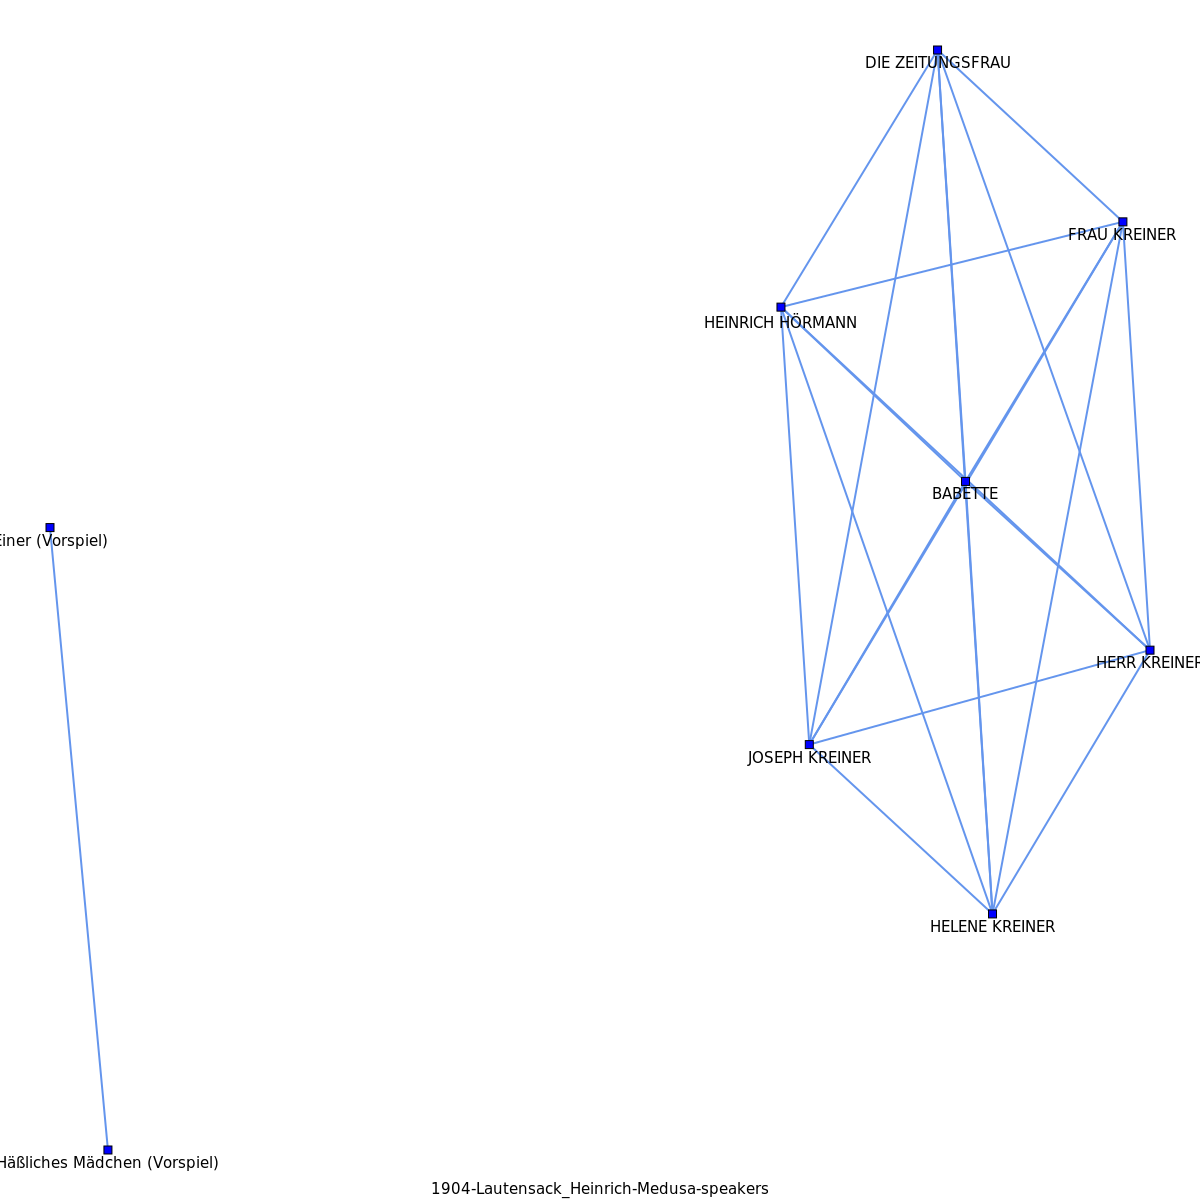 DIE ZEITUNGSFRAU
FRAU KREINER
HEINRICH HÖRMANN
BABETTE
Einer (Vorspiel)
HERR KREINER
JOSEPH KREINER
HELENE KREINER
Häßliches Mädchen (Vorspiel)
1904-Lautensack_Heinrich-Medusa-speakers